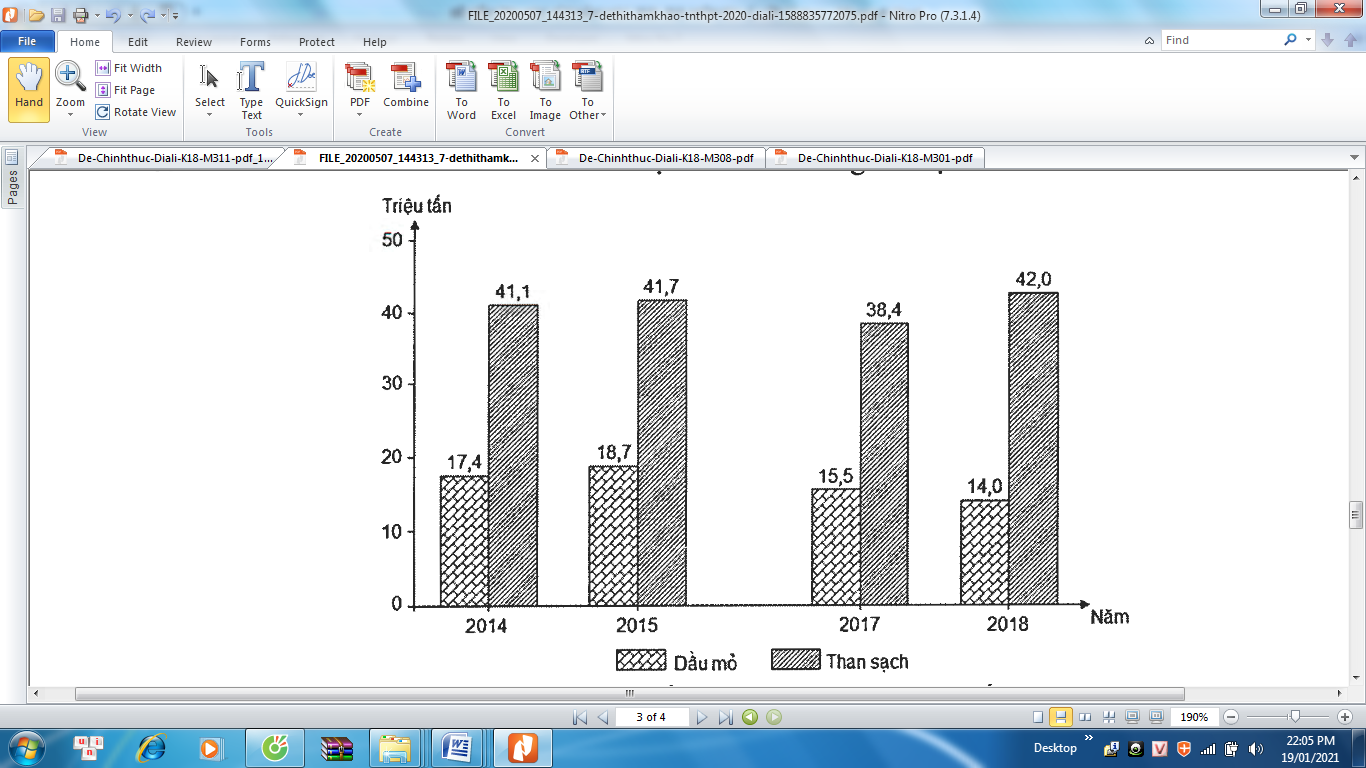 FILE_20200507_144313_7-dethithamkhao-tnthpt-2020-diali-1588835772075.pdf - Nitro Pro (7.3.1.4)
File Home Edit Review Forms Protect Help Find
Hand Zoom Fit Width Fit Page Rotate View Select Type Text QuickSign PDF Combine To Word To Excel To Image To Other
View Tools Create Convert
De-Chinhthuc-Diali-K18-M311-pdf_1... FILE_20200507_144313_7-dethithamk... De-Chinhthuc-Diali-K18-M308-pdf De-Chinhthuc-Diali-K18-M301-pdf
Pages
Triệu tấn
50
40
30
20
10
0
17,4 41,1 18,7 41,7 15,5 38,4 14,0 42,0
2014 2015 2017 2018 Năm
Dầu mỏ Than sạch
3 of 4 190%
Desktop 22:05 PM
19/01/2021